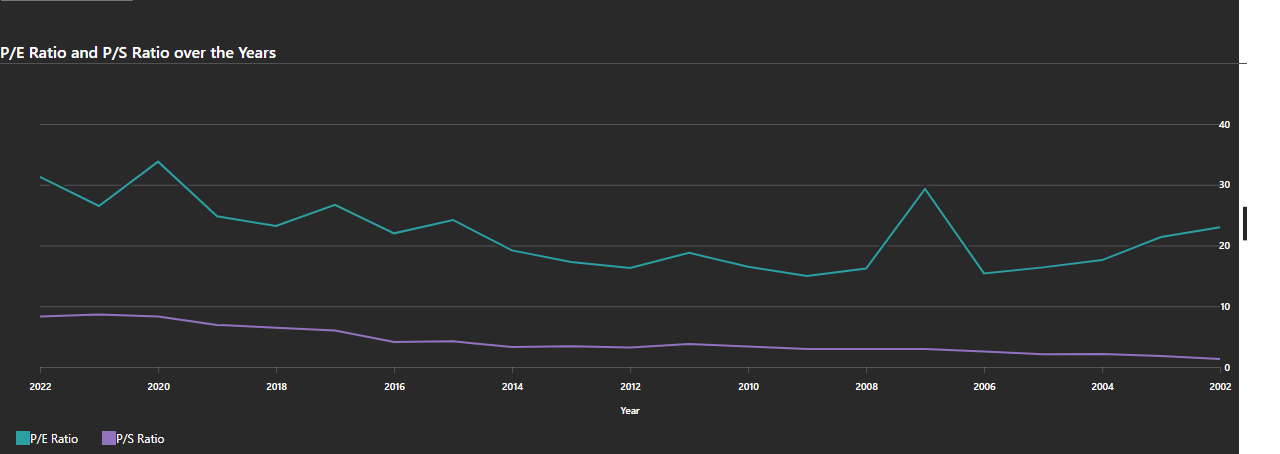 P/E Ratio and P/S Ratio over the Years
40
30
20
10
0
2022 2020 2018 2016 2014 2012 2010 2008 2006 2004 2002
Year
P/E Ratio P/S Ratio